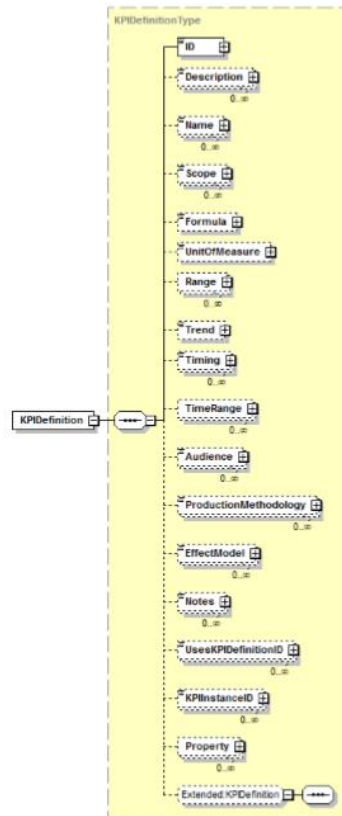 KPIDefinitionType
ID
Description
0..∞
Name
0..∞
Scope
0..∞
Formula
UnitOfMeasure
Range
0..∞
Trend
Timing
0..∞
KPIDefinition
TimeRange
0..∞
Audience
0..∞
ProductionMethodology
0..∞
EffectModel
0..∞
Notes
0..∞
UsesKPIDefinitionID
0..∞
KPIInstanceID
0..∞
Property
0..∞
Extended:KPIDefinition